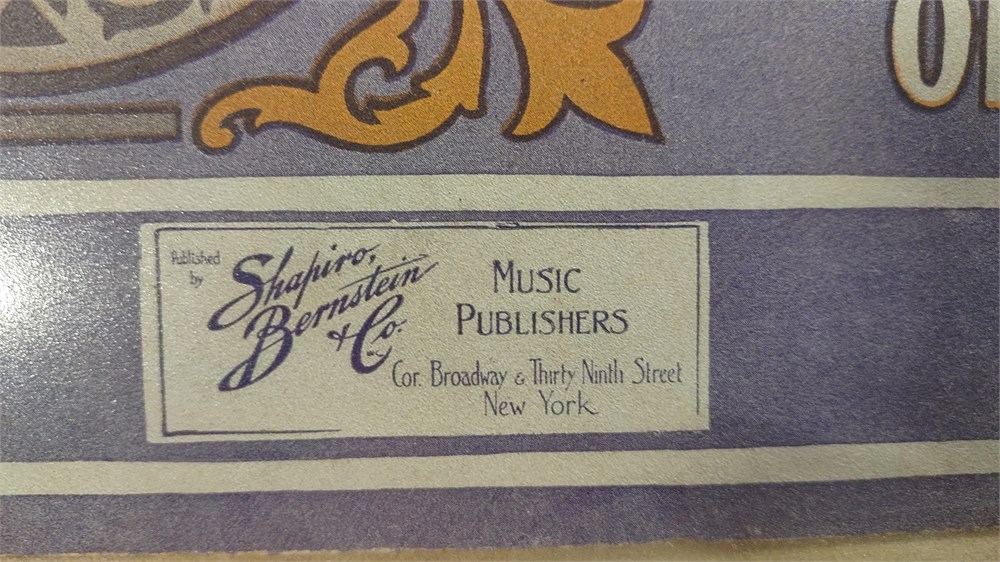 Published
by
Shapiro,
Bernstein
& Co.
MUSIC
PUBLISHERS
Cor. Broadway & Thirty Ninth Street
New York